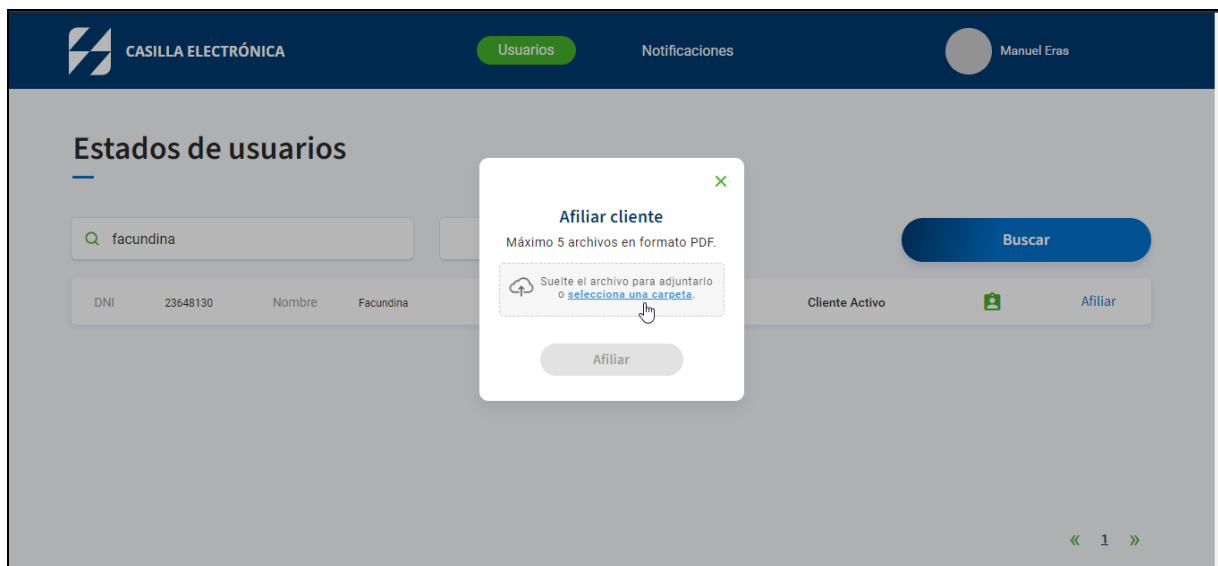 CASILLA ELECTRÓNICA Usuarios Notificaciones Manuel Eras
Estados de usuarios
Afiliar cliente
Máximo 5 archivos en formato PDF.
facundina
Buscar
Suelte el archivo para adjuntarlo
o selecciona una carpeta.
DNI 23648130 Nombre Facundina Cliente Activo Afiliar
Afiliar
« 1 »